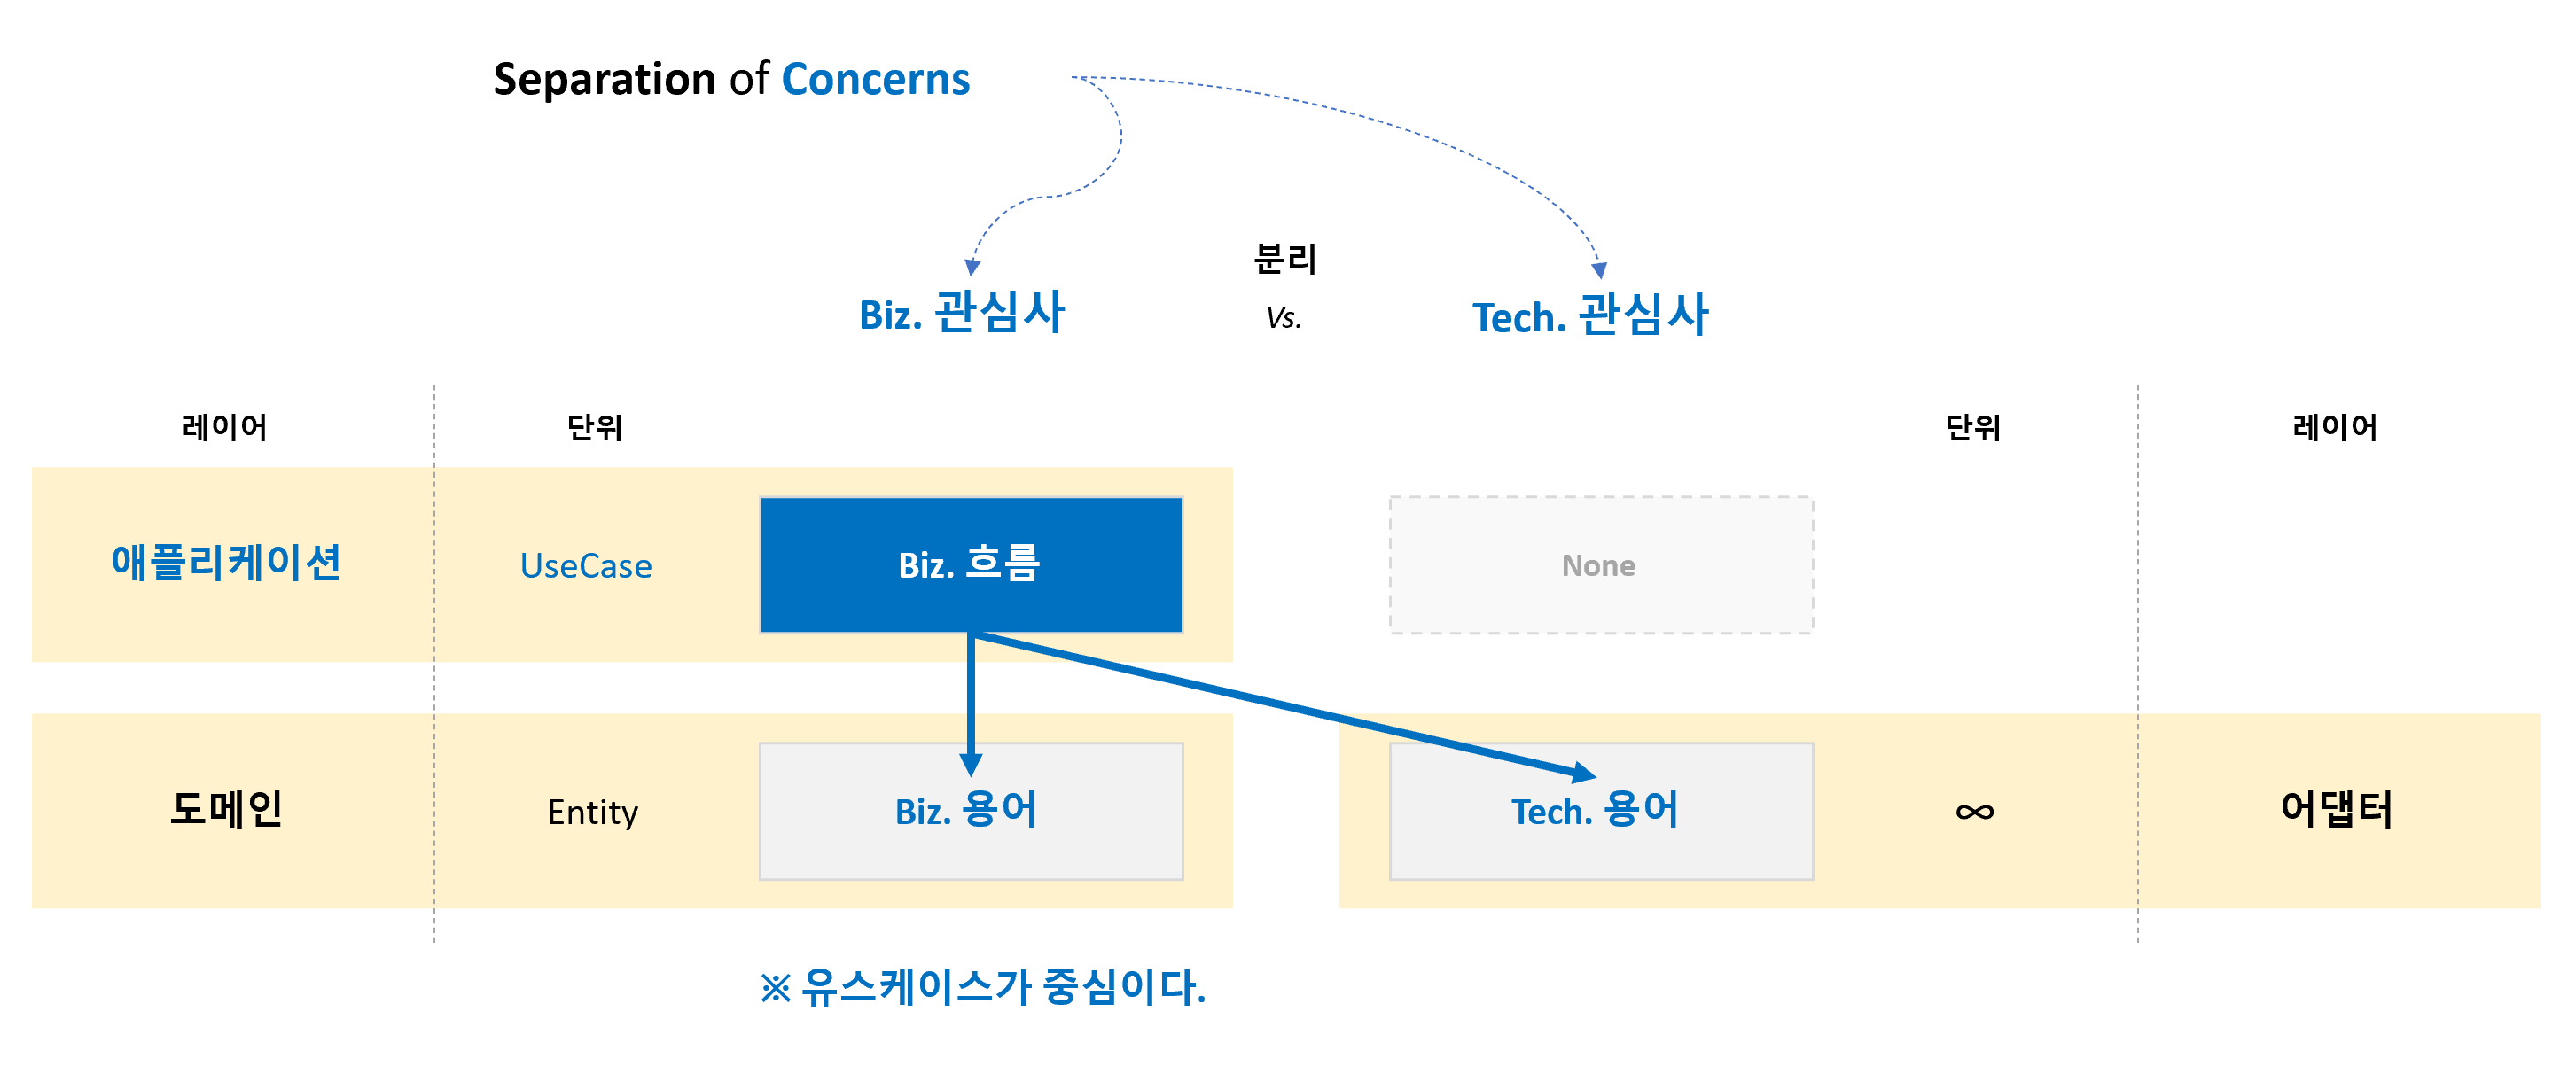 Separation of Concerns
분리
Biz. 관심사
Vs.
Tech. 관심사
레이어
단위
단위
레이어
애플리케이션
UseCase
Biz. 흐름
None
도메인
Entity
Biz. 용어
Tech. 용어
∞
어댑터
※ 유스케이스가 중심이다.